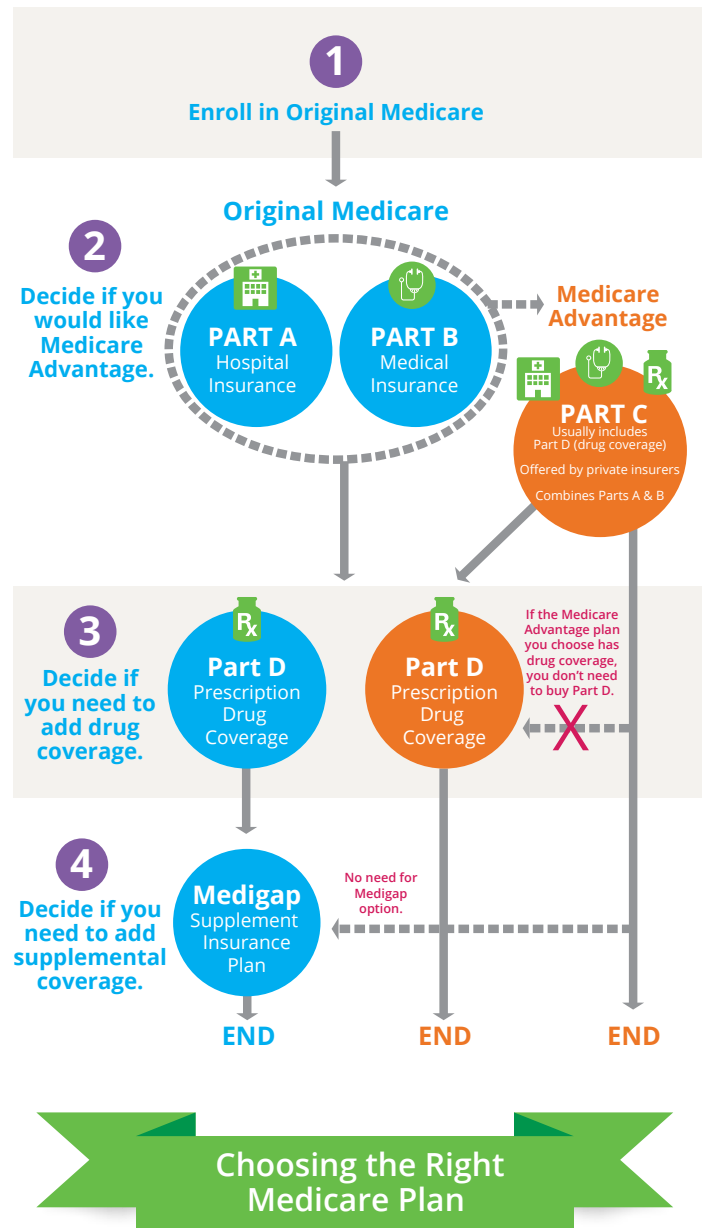 1
Enroll in Original Medicare
Original Medicare
2
Decide if you
would like
Medicare
Advantage.
PART A
Hospital
Insurance
PART B
Medical
Insurance
Medicare
Advantage
Rx
PART C
Usually includes
Part D (drug coverage)
Offered by private insurers
Combines Parts A & B
3
Decide if
you need to
add drug
coverage.
Rx
Part D
Prescription
Drug
Coverage
Rx
Part D
Prescription
Drug
Coverage
If the Medicare
Advantage plan
you choose has
drug coverage,
you don't need
to buy Part D.
X
4
Decide if you
need to add
supplemental
coverage.
Medigap
Supplement
Insurance
Plan
No need for
Medigap
option.
END
END
END
Choosing the Right
Medicare Plan